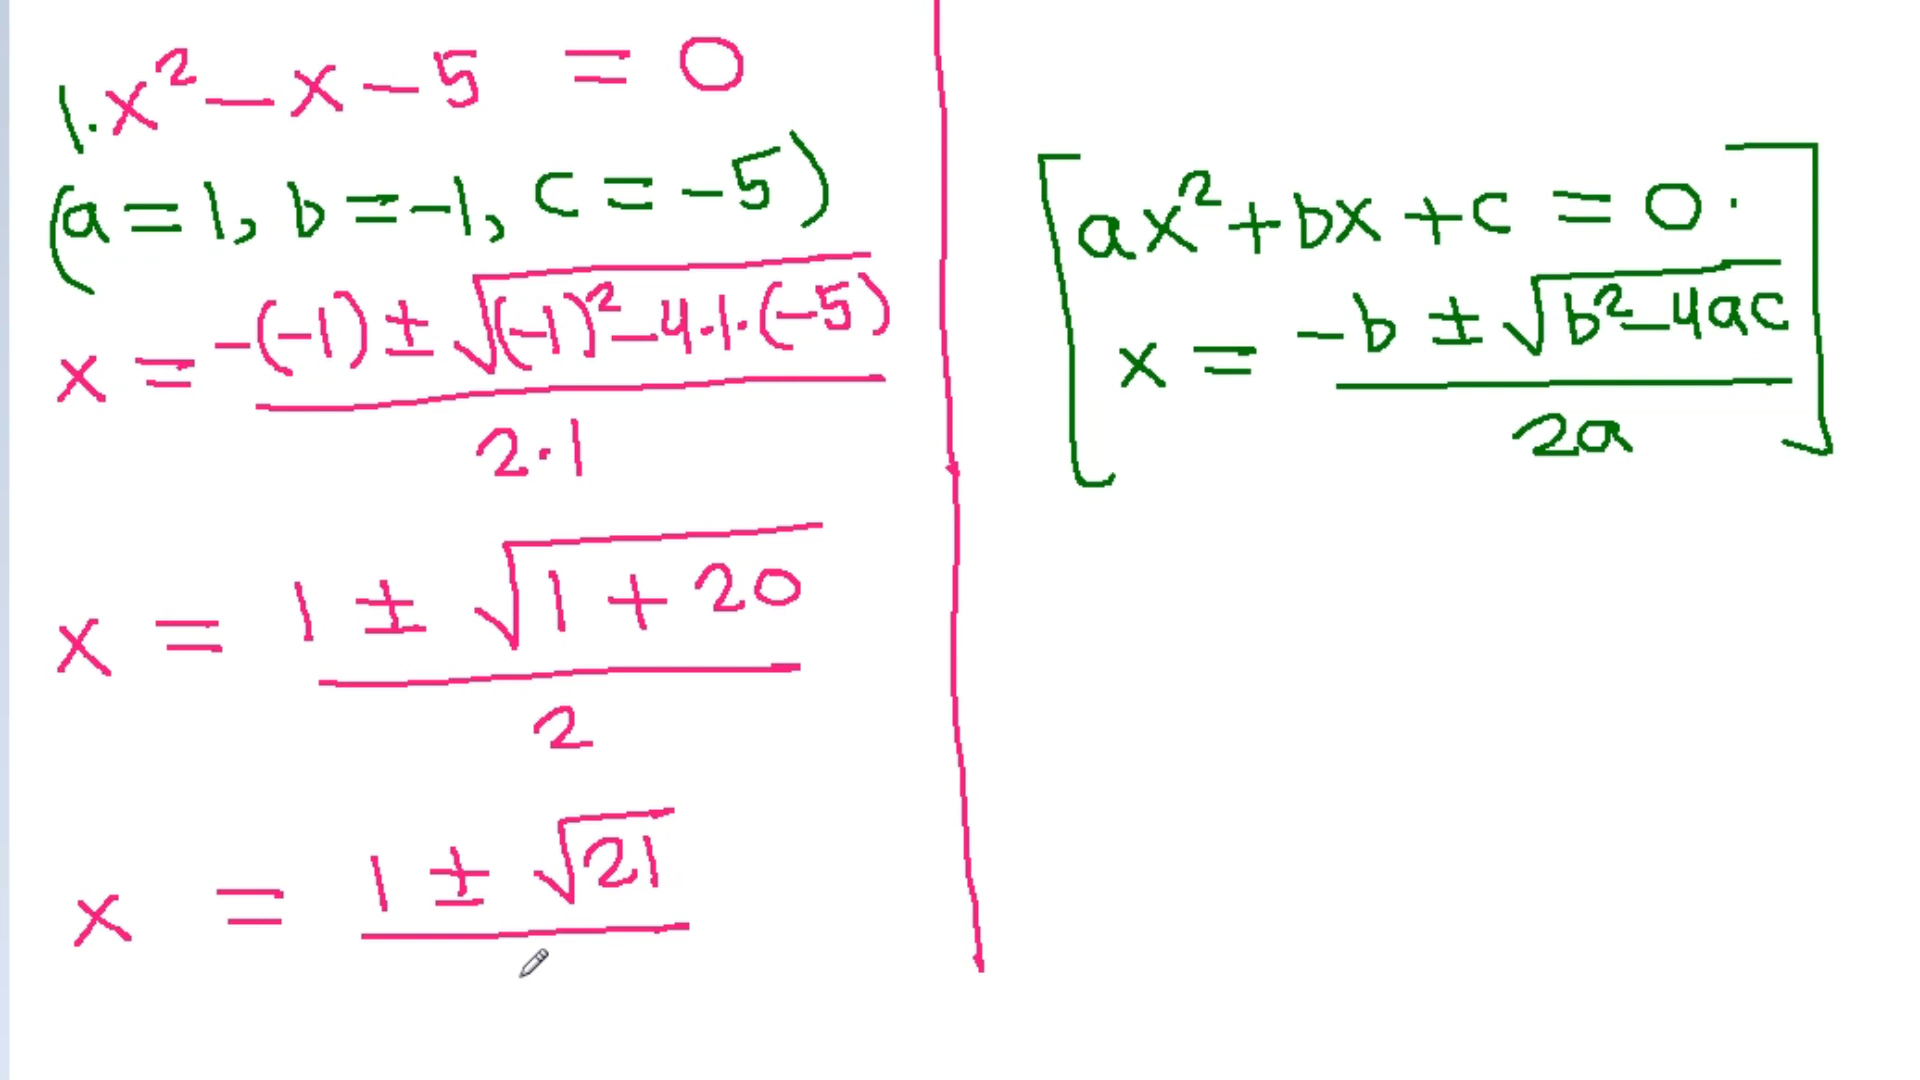 1. x² - x - 5 = 0
(a = 1, b = -1, c = -5)
x = -(-1) ± √(-1)² - 4·1·(-5)
2·1
x = 1 ± √1 + 20
2
x = 1 ± √21
ax² + bx + c = 0.
x = -b ± √b² - 4ac
2a